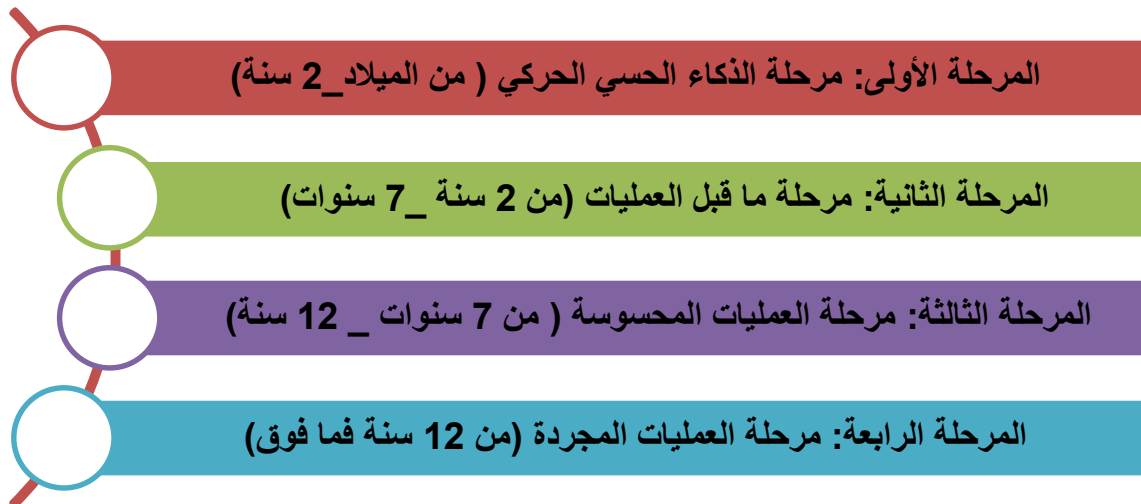 المرحلة الأولى: مرحلة الذكاء الحسي الحركي ( من الميلاد_2 سنة)
المرحلة الثانية: مرحلة ما قبل العمليات (من 2 سنة _7 سنوات)
المرحلة الثالثة: مرحلة العمليات المحسوسة ( من 7 سنوات _ 12 سنة)
المرحلة الرابعة: مرحلة العمليات المجردة (من 12 سنة فما فوق)